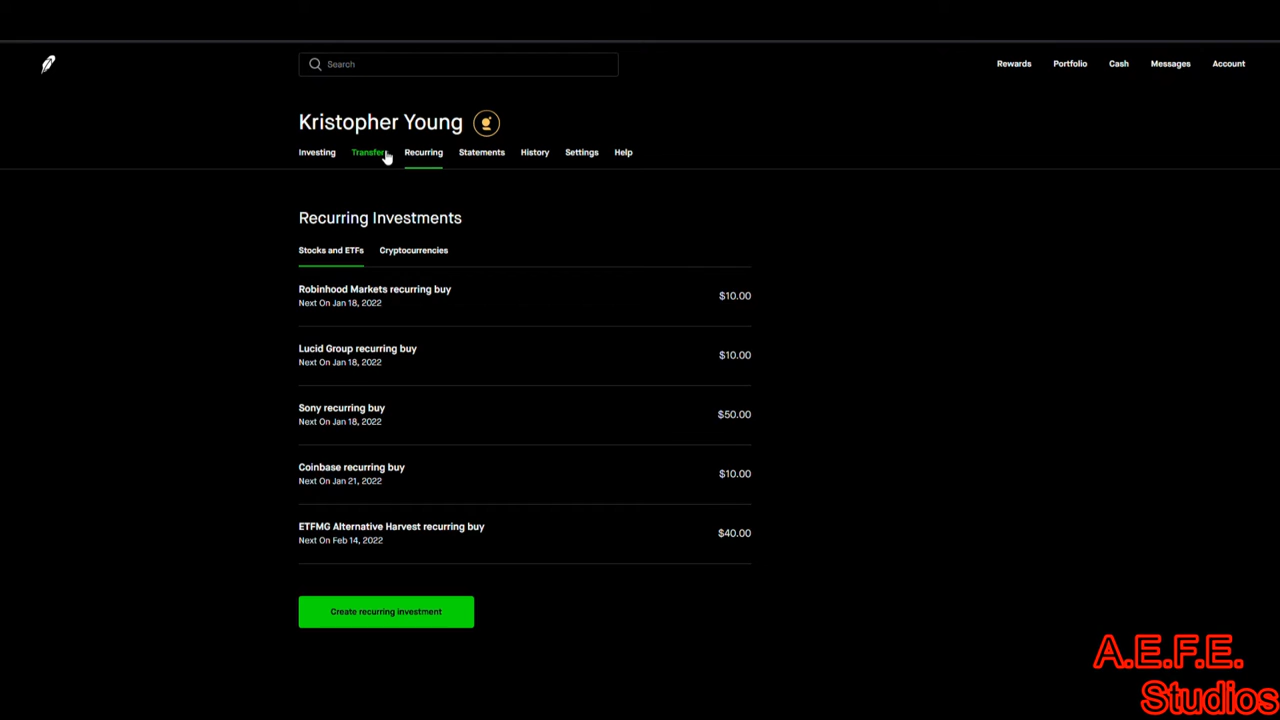 Search
Rewards Portfolio Cash Messages Account
Kristopher Young
Investing Transfer Recurring Statements History Settings Help
Recurring Investments
Stocks and ETFs Cryptocurrencies
Robinhood Markets recurring buy
$10.00
Next On Jan 18, 2022
Lucid Group recurring buy
$10.00
Next On Jan 18, 2022
Sony recurring buy
$50.00
Next On Jan 18, 2022
Coinbase recurring buy
$10.00
Next On Jan 21, 2022
ETFMG Alternative Harvest recurring buy
$40.00
Next On Feb 14, 2022
Create recurring investment
A.E.F.E.
Studios